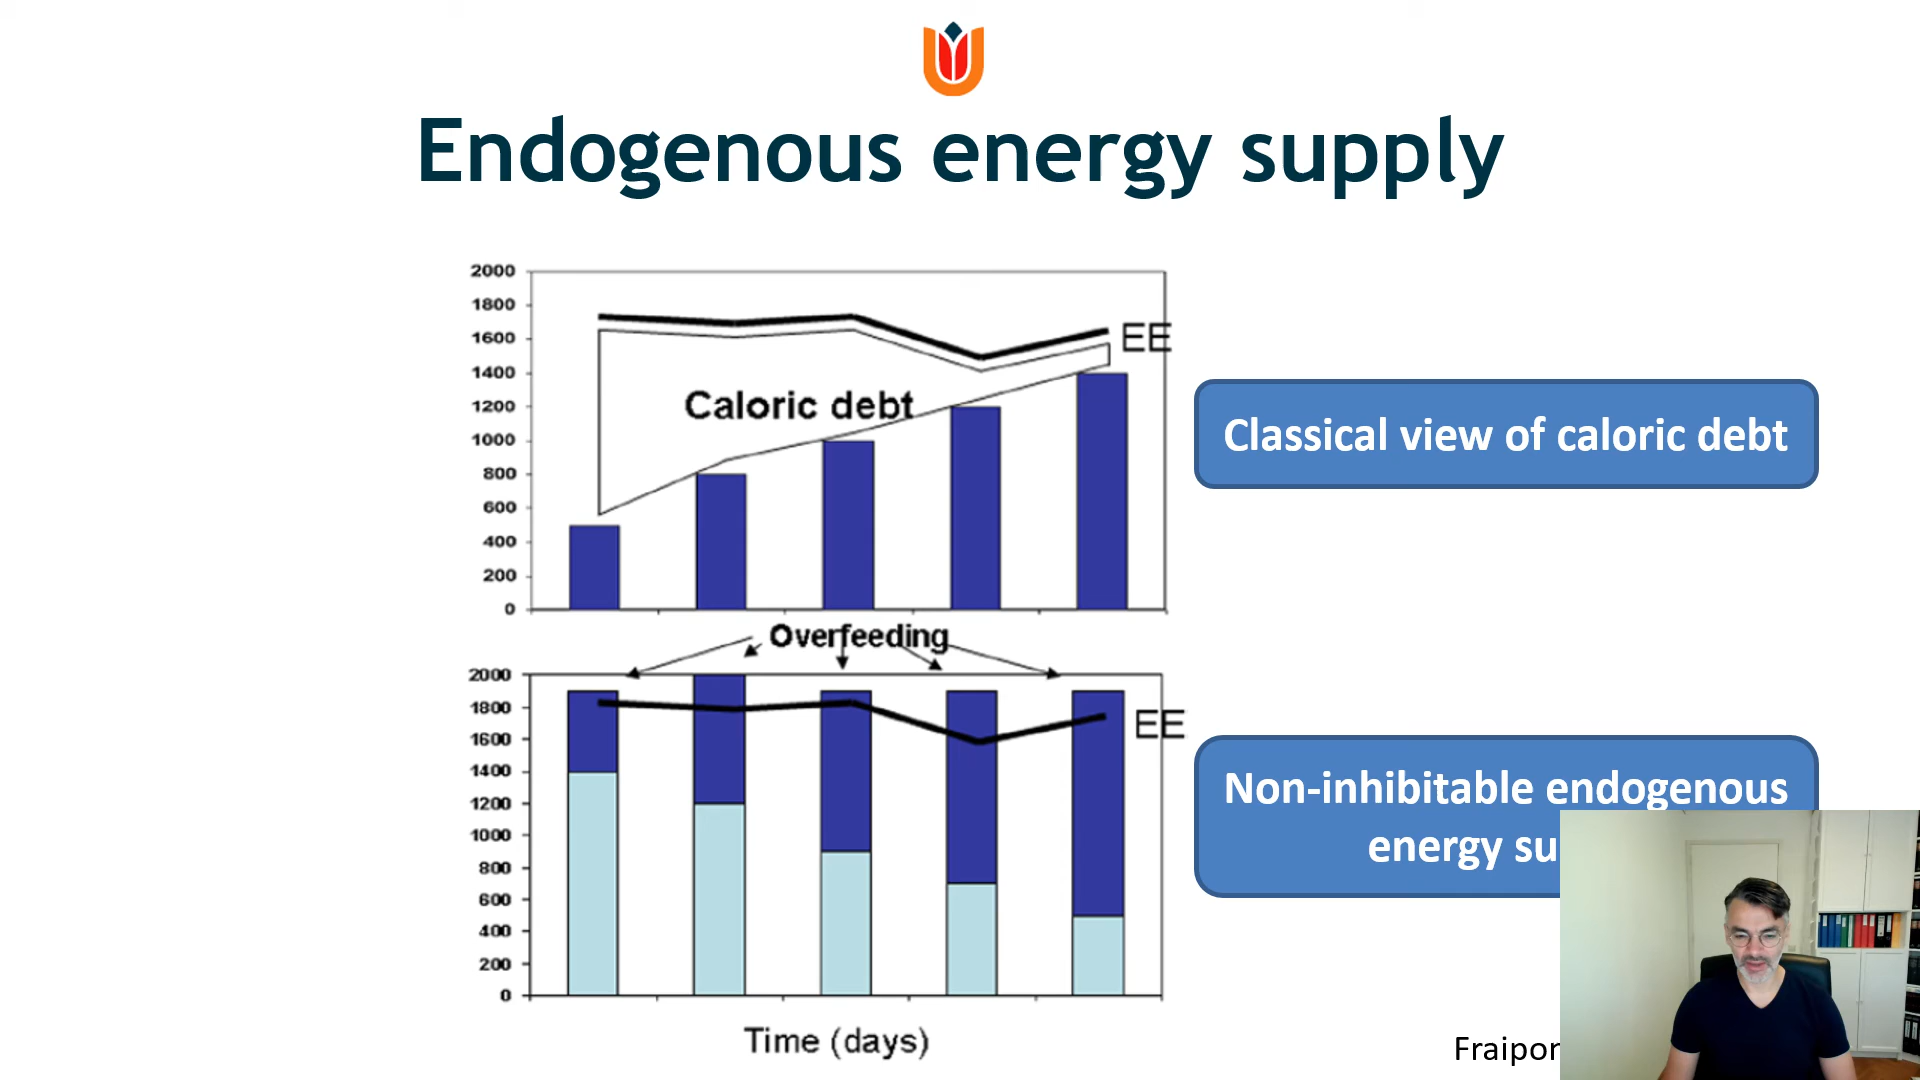 Endogenous energy supply
2000
1800
1600
1400
1200
1000
800
600
400
200
0
EE
Caloric debt
Classical view of caloric debt
Overfeeding
2000
1800
1600
1400
1200
1000
800
600
400
200
0
EE
Non-inhibitable endogenous
energy su
Time (days)
Fraipon